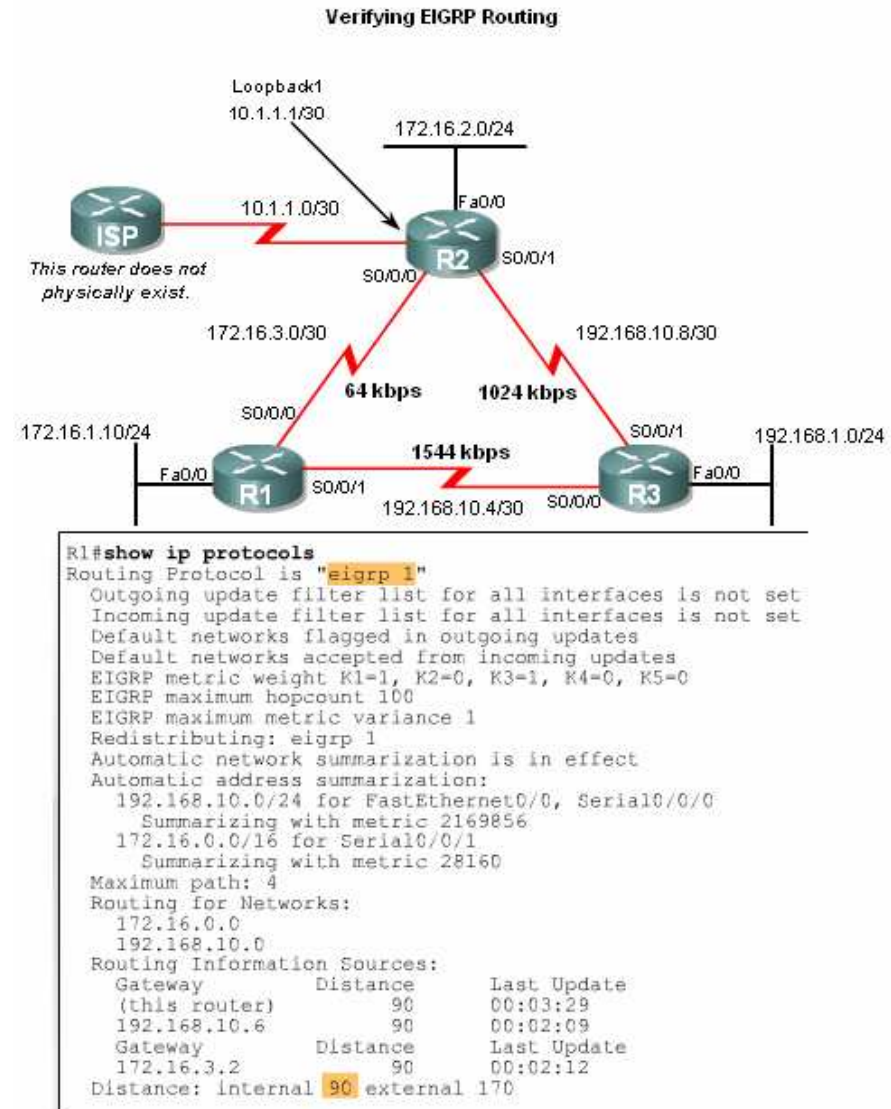 Verifying EIGRP Routing
Loopback1
10.1.1.1/30
172.16.2.0/24
Fa0/0
10.1.1.0/30
ISP
R2
S0/0/1
This router does not
physically exist.
S0/0/0
172.16.3.0/30
192.168.10.8/30
64 kbps
1024 kbps
S0/0/0
172.16.1.10/24
1544 kbps
S0/0/1
192.168.1.0/24
Fa0/0
R1
S0/0/1
192.168.10.4/30
S0/0/0
R3
Fa0/0
R1#show ip protocols
Routing Protocol is "eigrp 1"
Outgoing update filter list for all interfaces is not set
Incoming update filter list for all interfaces is not set
Default networks flagged in outgoing updates
Default networks accepted from incoming updates
EIGRP metric weight K1=1, K2=0, K3=1, K4=0, K5=0
EIGRP maximum hopcount 100
EIGRP maximum metric variance 1
Redistributing: eigrp 1
Automatic network summarization is in effect
Automatic address summarization:
192.168.10.0/24 for FastEthernet0/0, Serial0/0/0
Summarizing with metric 2169856
172.16.0.0/16 for Serial0/0/1
Summarizing with metric 28160
Maximum path: 4
Routing for Networks:
172.16.0.0
192.168.10.0
Routing Information Sources:
Gateway Distance Last Update
(this router) 90 00:03:29
192.168.10.6 90 00:02:09
Gateway Distance Last Update
172.16.3.2 90 00:02:12
Distance: internal 90 external 170